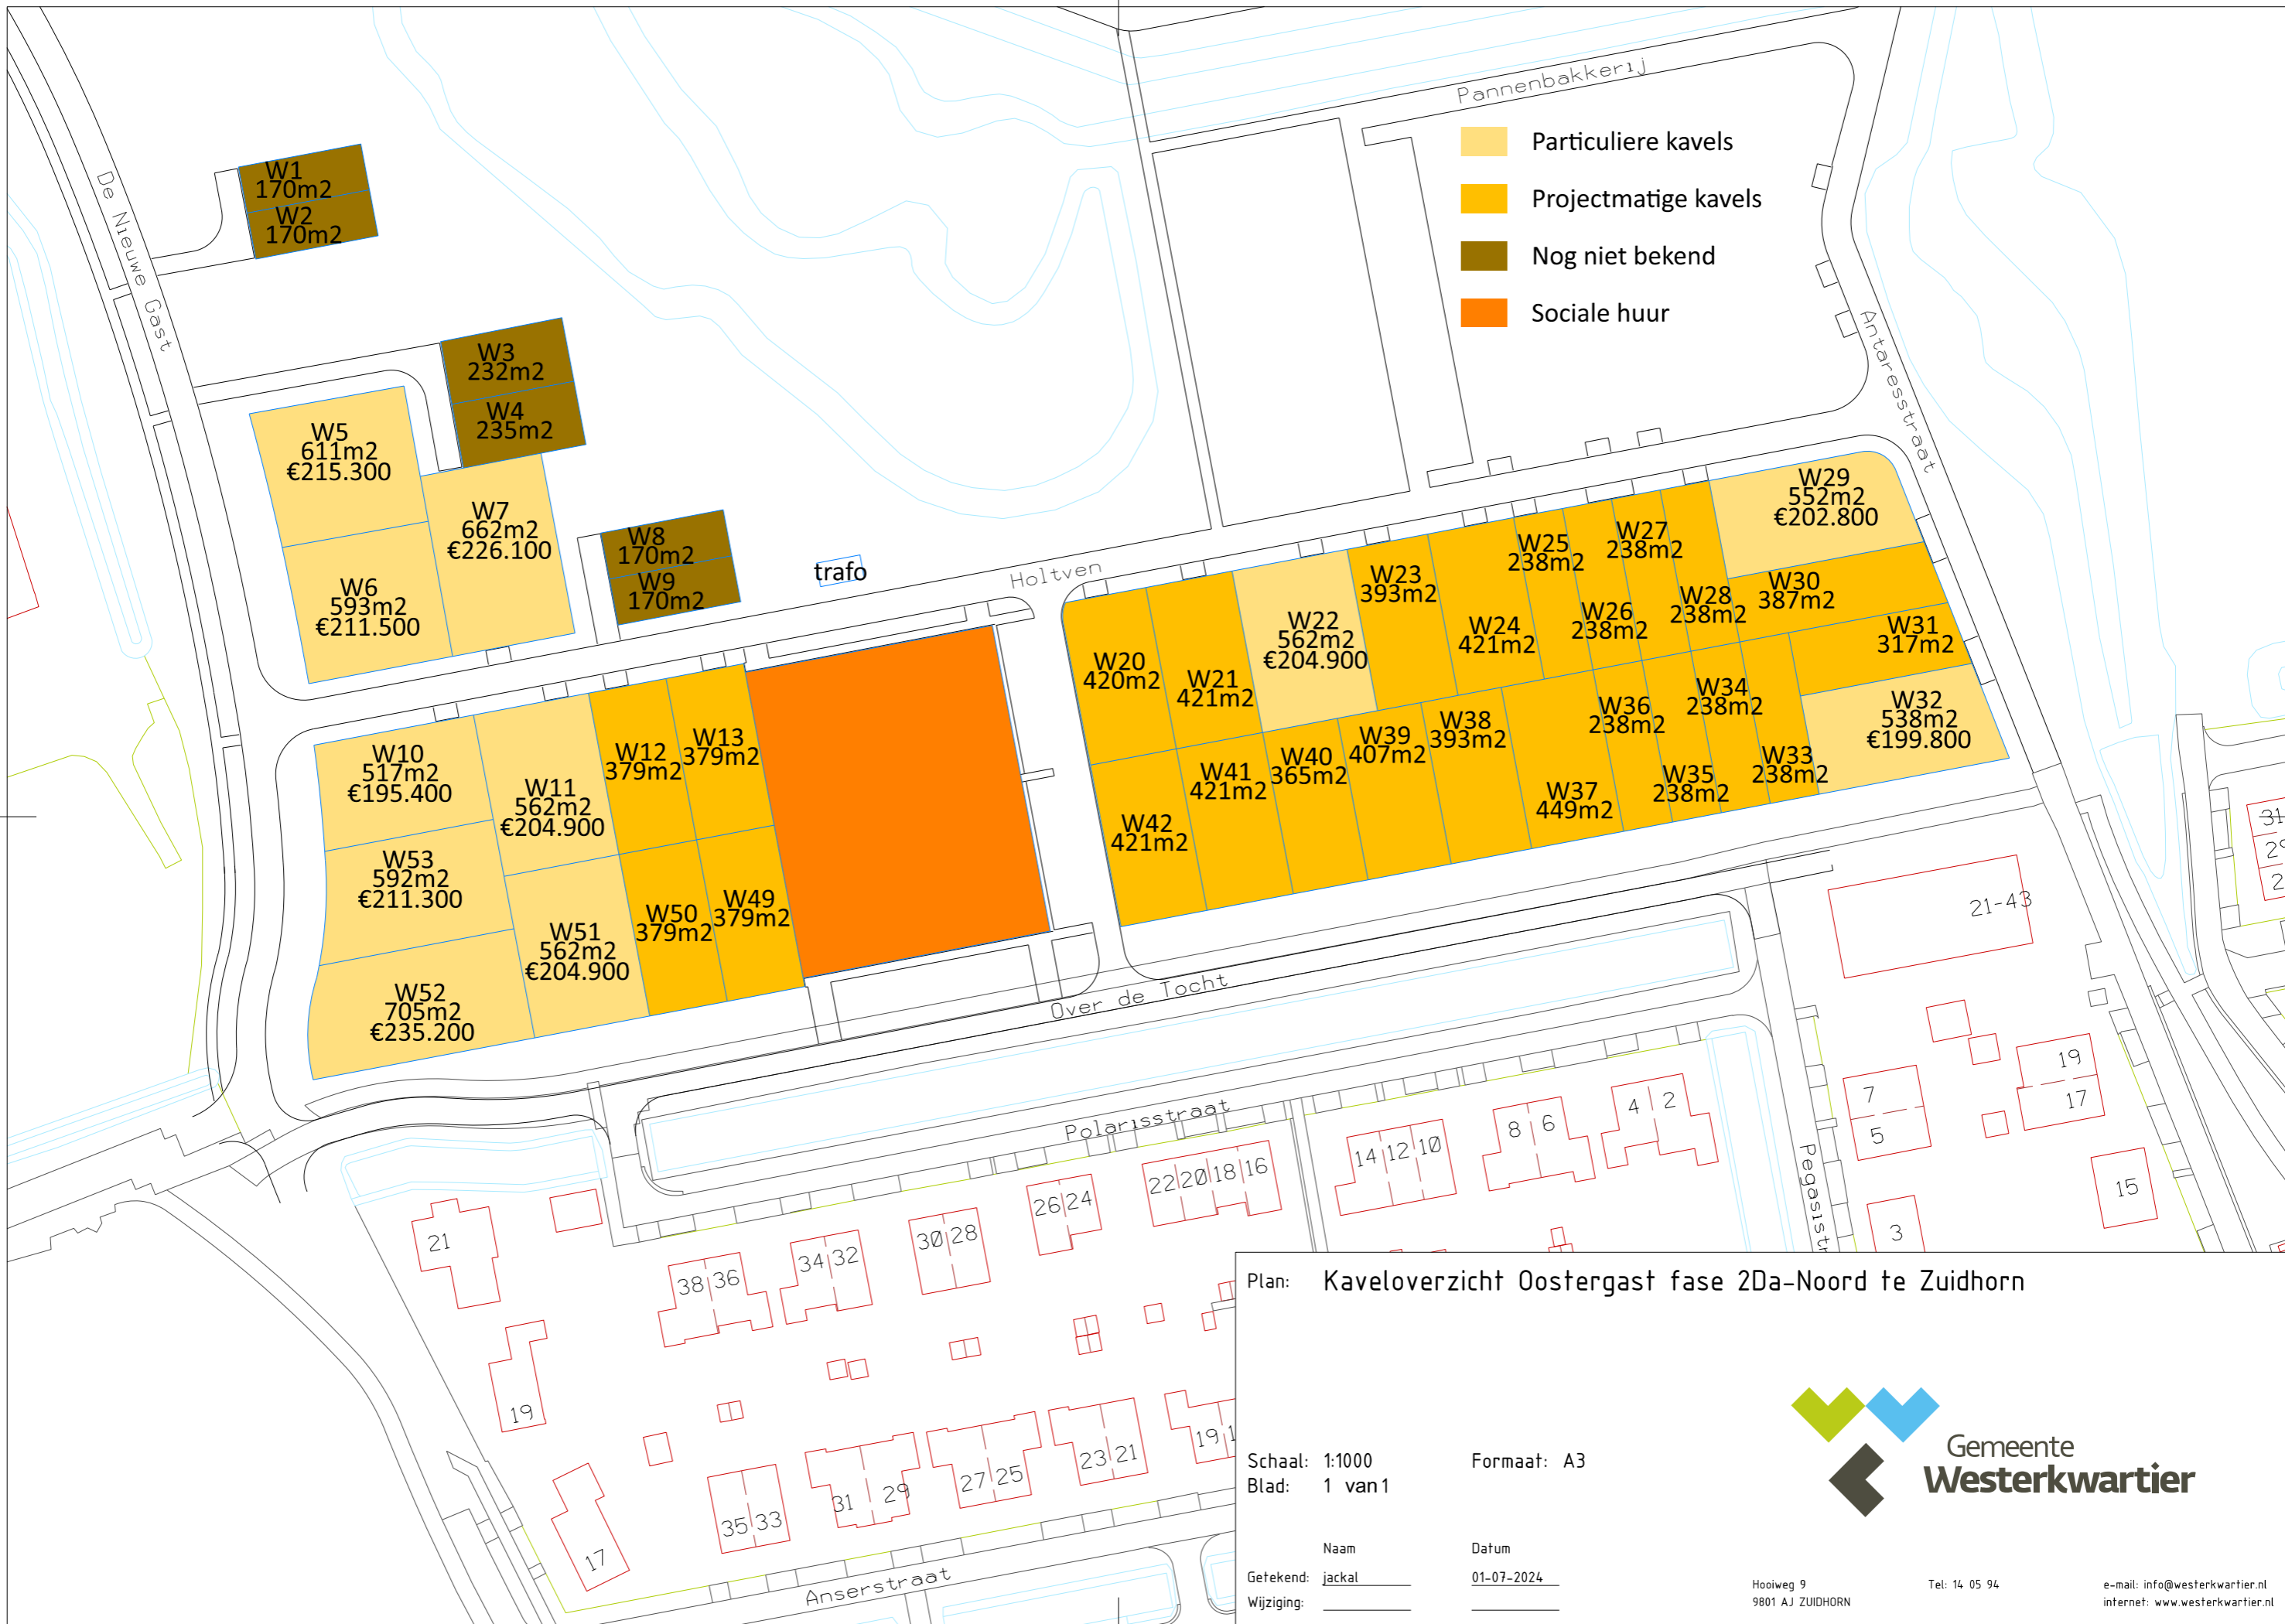 Pannenbakkerij
Particuliere kavels
Projectmatige kavels
Nog niet bekend
Sociale huur
De Nieuwe Gast
Antaresstraat
W1
170m2
W2
170m2
W3
232m2
W4
235m2
W5
611m2
€215.300
W7
662m2
€226.100
W6
593m2
€211.500
W8
170m2
W9
170m2
trafo
Holtven
W10
517m2
€195.400
W11
562m2
€204.900
W12
379m2
W13
379m2
W53
592m2
€211.300
W52
705m2
€235.200
W51
562m2
€204.900
W50
379m2
W49
379m2
W20
420m2
W21
421m2
W22
562m2
€204.900
W23
393m2
W24
421m2
W25
238m2
W26
238m2
W27
238m2
W28
238m2
W29
552m2
€202.800
W30
387m2
W31
317m2
W32
538m2
€199.800
W33
238m2
W34
238m2
W35
238m2
W36
238m2
W37
449m2
W38
393m2
W39
407m2
W40
365m2
W41
421m2
W42
421m2
Over de Tocht
Polarisstraat
21-43
31
29
7
5
19
17
15
3
4 2
8 6
14 12 10
22 20 18 16
26 24
30 28
34 32
38 36
21
19
17
35 33
31 29
27 25
23 21
19
Anserstraat
Plan: Kaveloverzicht Oostergast fase 2Da-Noord te Zuidhorn
Schaal: 1:1000 Formaat: A3
Blad: 1 van 1
Naam Datum
Getekend: jackal 01-07-2024
Wijziging:
Gemeente
Westerkwartier
Hooiweg 9
9801 AJ ZUIDHORN
Tel: 14 05 94
e-mail: info@westerkwartier.nl
internet: www.westerkwartier.nl